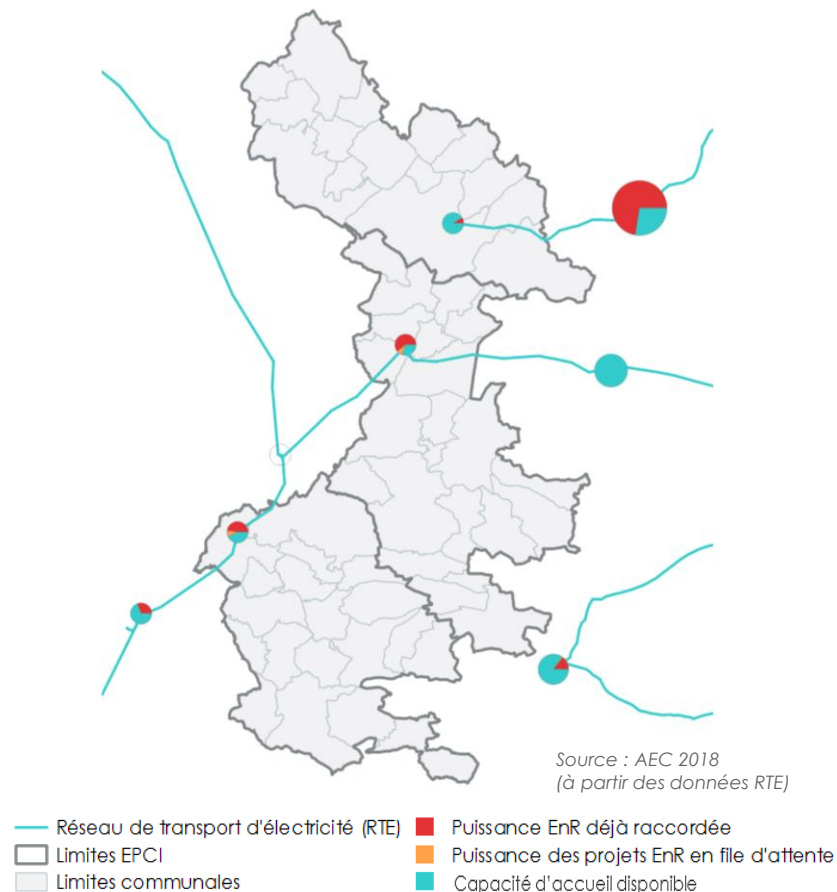 Source : AEC 2018
(à partir des données RTE)
Réseau de transport d'électricité (RTE)
Limites EPCI
Limites communales
Puissance EnR déjà raccordée
Puissance des projets EnR en file d'attente
Capacité d'accueil disponible